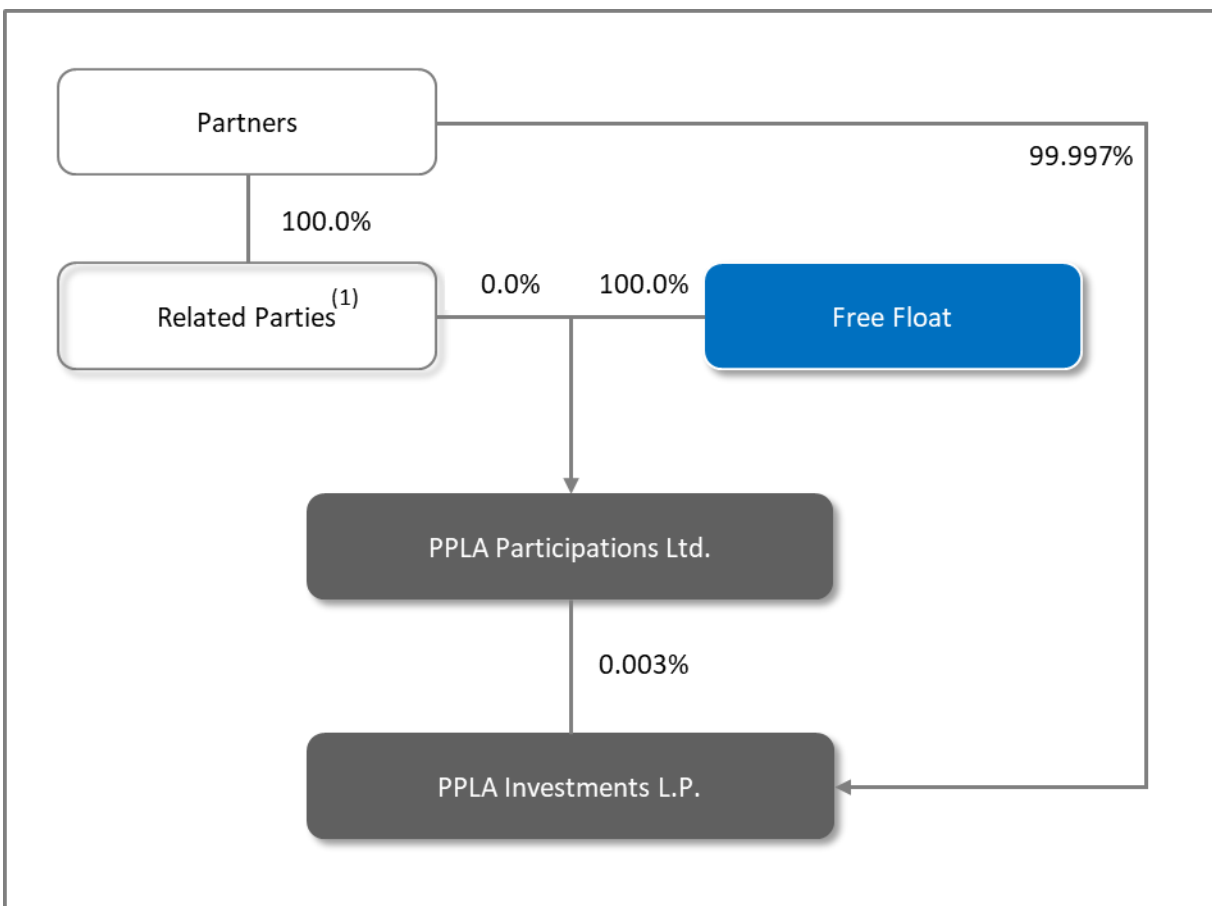 Partners
99.997%
100.0%
Related Parties(1)
0.0%
100.0%
Free Float
PPLA Participations Ltd.
0.003%
PPLA Investments L.P.